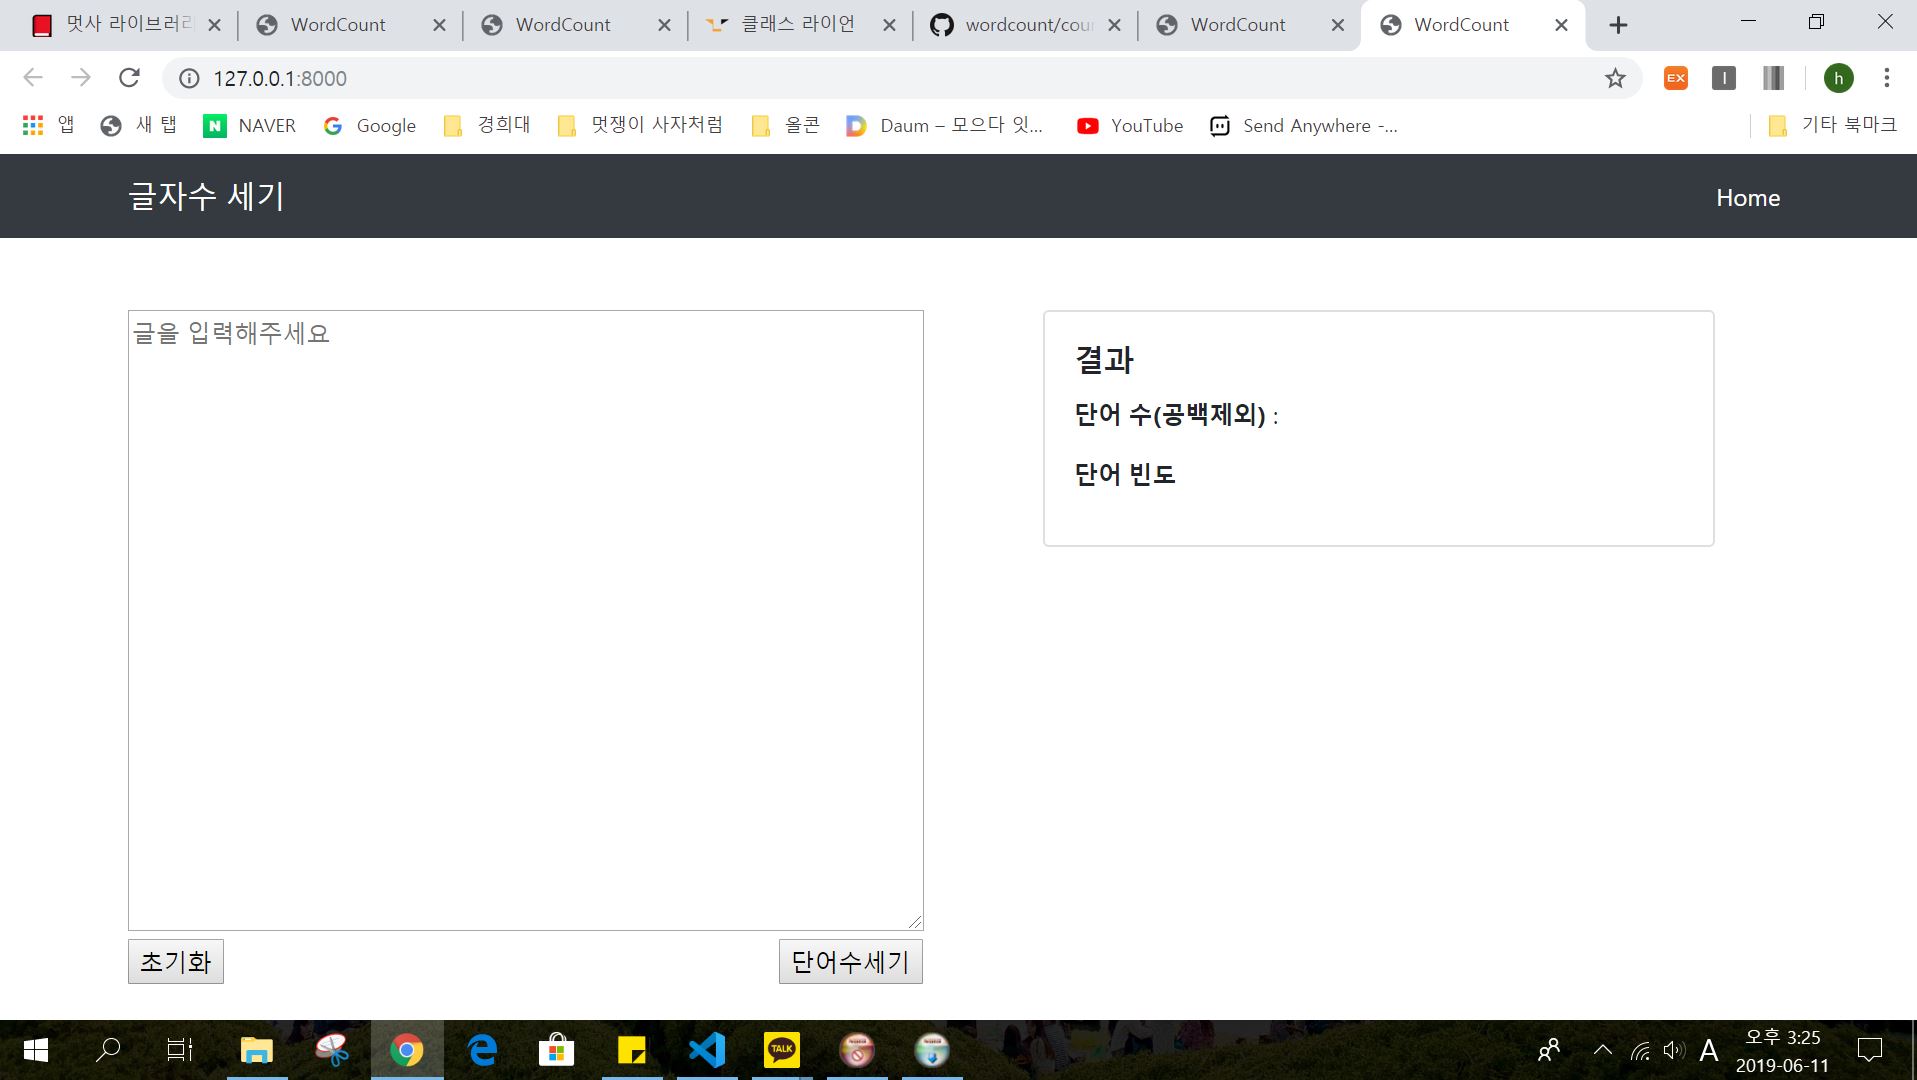 멋사 라이브러리
WordCount
WordCount
클래스 라이언
wordcount/cou
WordCount
WordCount
127.0.0.1:8000
EX
h
앱
새 탭
NAVER
Google
경희대
멋쟁이 사자처럼
올콘
Daum – 모으다 잇...
YouTube
Send Anywhere -...
기타 북마크
글자수 세기
Home
글을 입력해주세요
결과
단어 수(공백제외) :
단어 빈도
초기화
단어수세기
TALK
A
오후 3:25
2019-06-11